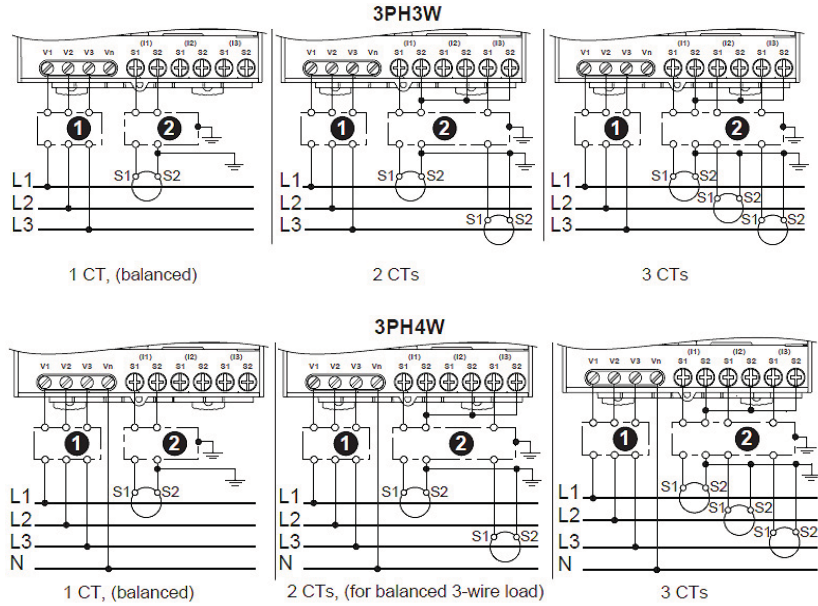 3PH3W
(I1) (I2) (I3)
V1 V2 V3 Vn S1 S2 S1 S2 S1 S2
(I1) (I2) (I3)
V1 V2 V3 Vn S1 S2 S1 S2 S1 S2
(I1) (I2) (I3)
V1 V2 V3 Vn S1 S2 S1 S2 S1 S2
1 2
1 2
1 2
L1 S1 S2
L2
L3
L1 S1 S2
L2
L3 S1 S2
L1 S1 S2
L2 S1 S2
L3 S1 S2
1 CT, (balanced)
2 CTs
3 CTs
3PH4W
(I1) (I2) (I3)
V1 V2 V3 Vn S1 S2 S1 S2 S1 S2
(I1) (I2) (I3)
V1 V2 V3 Vn S1 S2 S1 S2 S1 S2
(I1) (I2) (I3)
V1 V2 V3 Vn S1 S2 S1 S2 S1 S2
1 2
1 2
1 2
L1 S1 S2
L2
L3
N
L1 S1 S2
L2
L3 S1 S2
N
L1 S1 S2
L2 S1 S2
L3 S1 S2
N
1 CT, (balanced)
2 CTs, (for balanced 3-wire load)
3 CTs